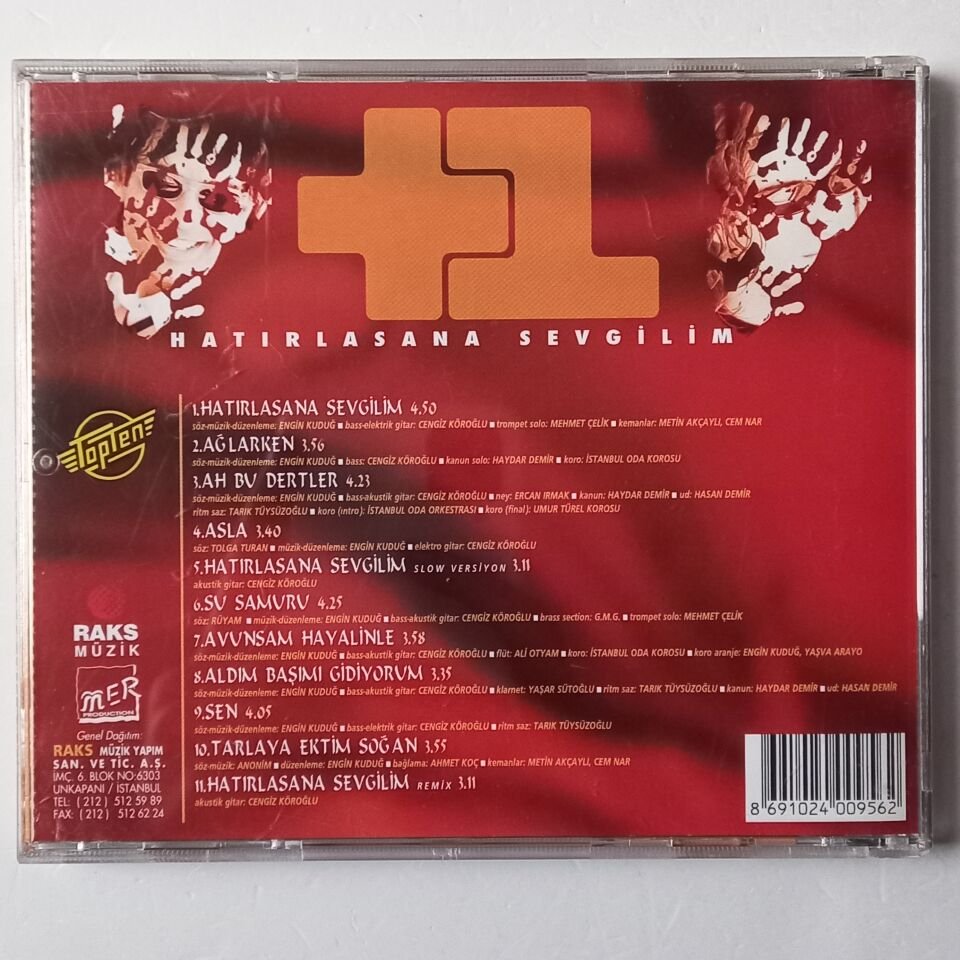 +1
HATIRLASANA SEVGİLİM
1.HATIRLASANA SEVGİLİM 4.50
söz-müzik-düzenleme: ENGİN KUDUĞ ■ bass-elektrik gitar: CENGİZ KÖROĞLU ■ trompet solo: MEHMET ÇELİK ■ kemanlar: METİN AKÇAYLI, CEM NAR
2.AĞLARKEN 3.56
söz-müzik-düzenleme: ENGİN KUDUĞ ■ bass: CENGİZ KÖROĞLU ■ kanun solo: HAYDAR DEMİR ■ koro: İSTANBUL ODA KOROSU
3.AH BU DERTLER 4.23
söz-müzik-düzenleme: ENGİN KUDUĞ ■ bass-akustik gitar: CENGİZ KÖROĞLU ■ ney: ERCAN IRMAK ■ kanun: HAYDAR DEMİR ■ ud: HASAN DEMİR
ritm saz: TARIK TÜYSÜZOĞLU ■ koro (intro): İSTANBUL ODA ORKESTRASI ■ koro (final): UMUR TÜREL KOROSU
4.ASLA 3.40
söz: TOLGA TURAN ■ müzik-düzenleme: ENGİN KUDUĞ ■ elektro gitar: CENGİZ KÖROĞLU
5.HATIRLASANA SEVGİLİM SLOW VERSİYON 3.11
akustik gitar: CENGİZ KÖROĞLU
6.SU SAMURU 4.25
söz: RÜYAM ■ müzik-düzenleme: ENGİN KUDUĞ ■ bass-akustik gitar: CENGİZ KÖROĞLU ■ brass section: G.M.G. ■ trompet solo: MEHMET ÇELİK
7.AVUNSAM HAYALİNLE 3.58
söz-müzik-düzenleme: ENGİN KUDUĞ ■ bass-akustik gitar: CENGİZ KÖROĞLU ■ flüt: ALİ OTYAM ■ koro: İSTANBUL ODA KOROSU ■ koro aranje: ENGİN KUDUĞ, YAŞVA ARAYO
8.ALDIM BAŞIMI GİDİYORUM 3.35
söz-müzik-düzenleme: ENGİN KUDUĞ ■ bass-akustik gitar: CENGİZ KÖROĞLU ■ klarnet: YAŞAR SÜTOĞLU ■ ritm saz: TARIK TÜYSÜZOĞLU ■ kanun: HAYDAR DEMİR ■ ud: HASAN DEMİR
9.SEN 4.05
söz-müzik-düzenleme: ENGİN KUDUĞ ■ bass-elektrik gitar: CENGİZ KÖROĞLU ■ ritm saz: TARIK TÜYSÜZOĞLU
10.TARLAYA EKTİM SOĞAN 3.55
söz-müzik: ANONİM ■ düzenleme: ENGİN KUDUĞ ■ bağlama: AHMET KOÇ ■ kemanlar: METİN AKÇAYLI, CEM NAR
11.HATIRLASANA SEVGİLİM REMİX 3.11
akustik gitar: CENGİZ KÖROĞLU
TopTen
RAKS
MÜZİK
MER
PRODUCTION
Genel Dağıtım:
RAKS MÜZİK YAPIM
SAN. VE TİC. A.Ş.
İMÇ. 6. BLOK NO:6303
UNKAPANI / İSTANBUL
TEL: (212) 512 59 89
FAX: (212) 512 62 24
8 691024 009562